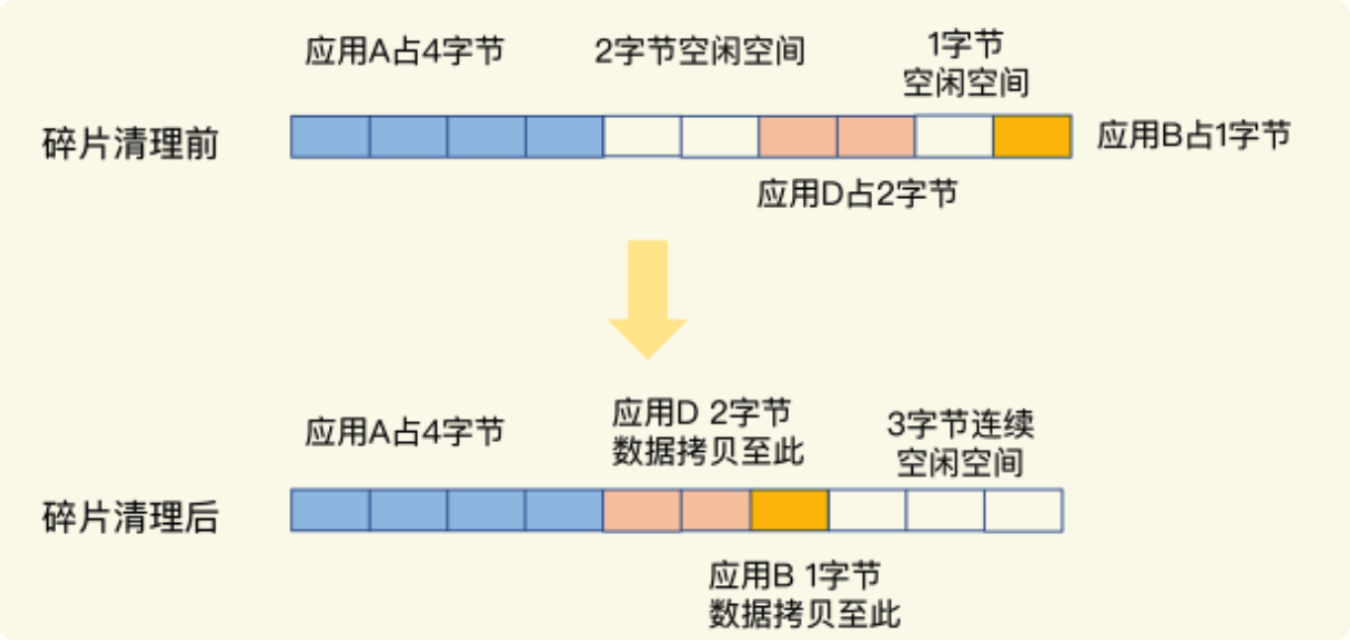 应用A占4字节
2字节空闲空间
1字节
空闲空间
碎片清理前
应用B占1字节
应用D占2字节
应用A占4字节
应用D 2字节
数据拷贝至此
3字节连续
空闲空间
碎片清理后
应用B 1字节
数据拷贝至此